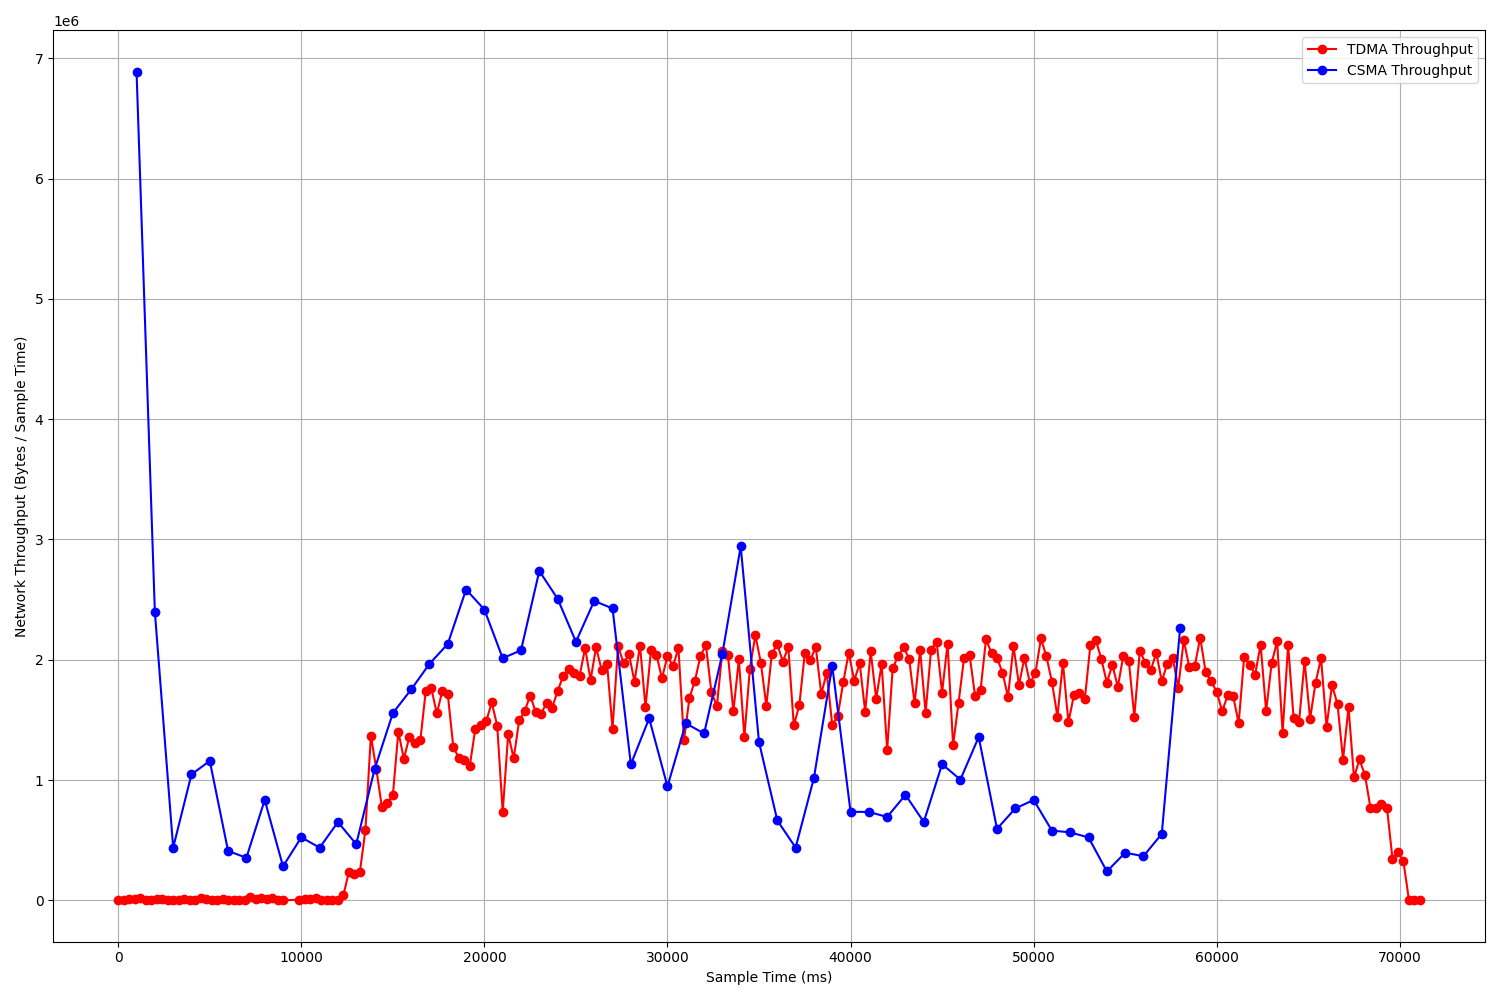 1e6
7
6
5
4
3
2
1
0
Network Throughput (Bytes / Sample Time)
TDMA Throughput
CSMA Throughput
0 10000 20000 30000 40000 50000 60000 70000
Sample Time (ms)